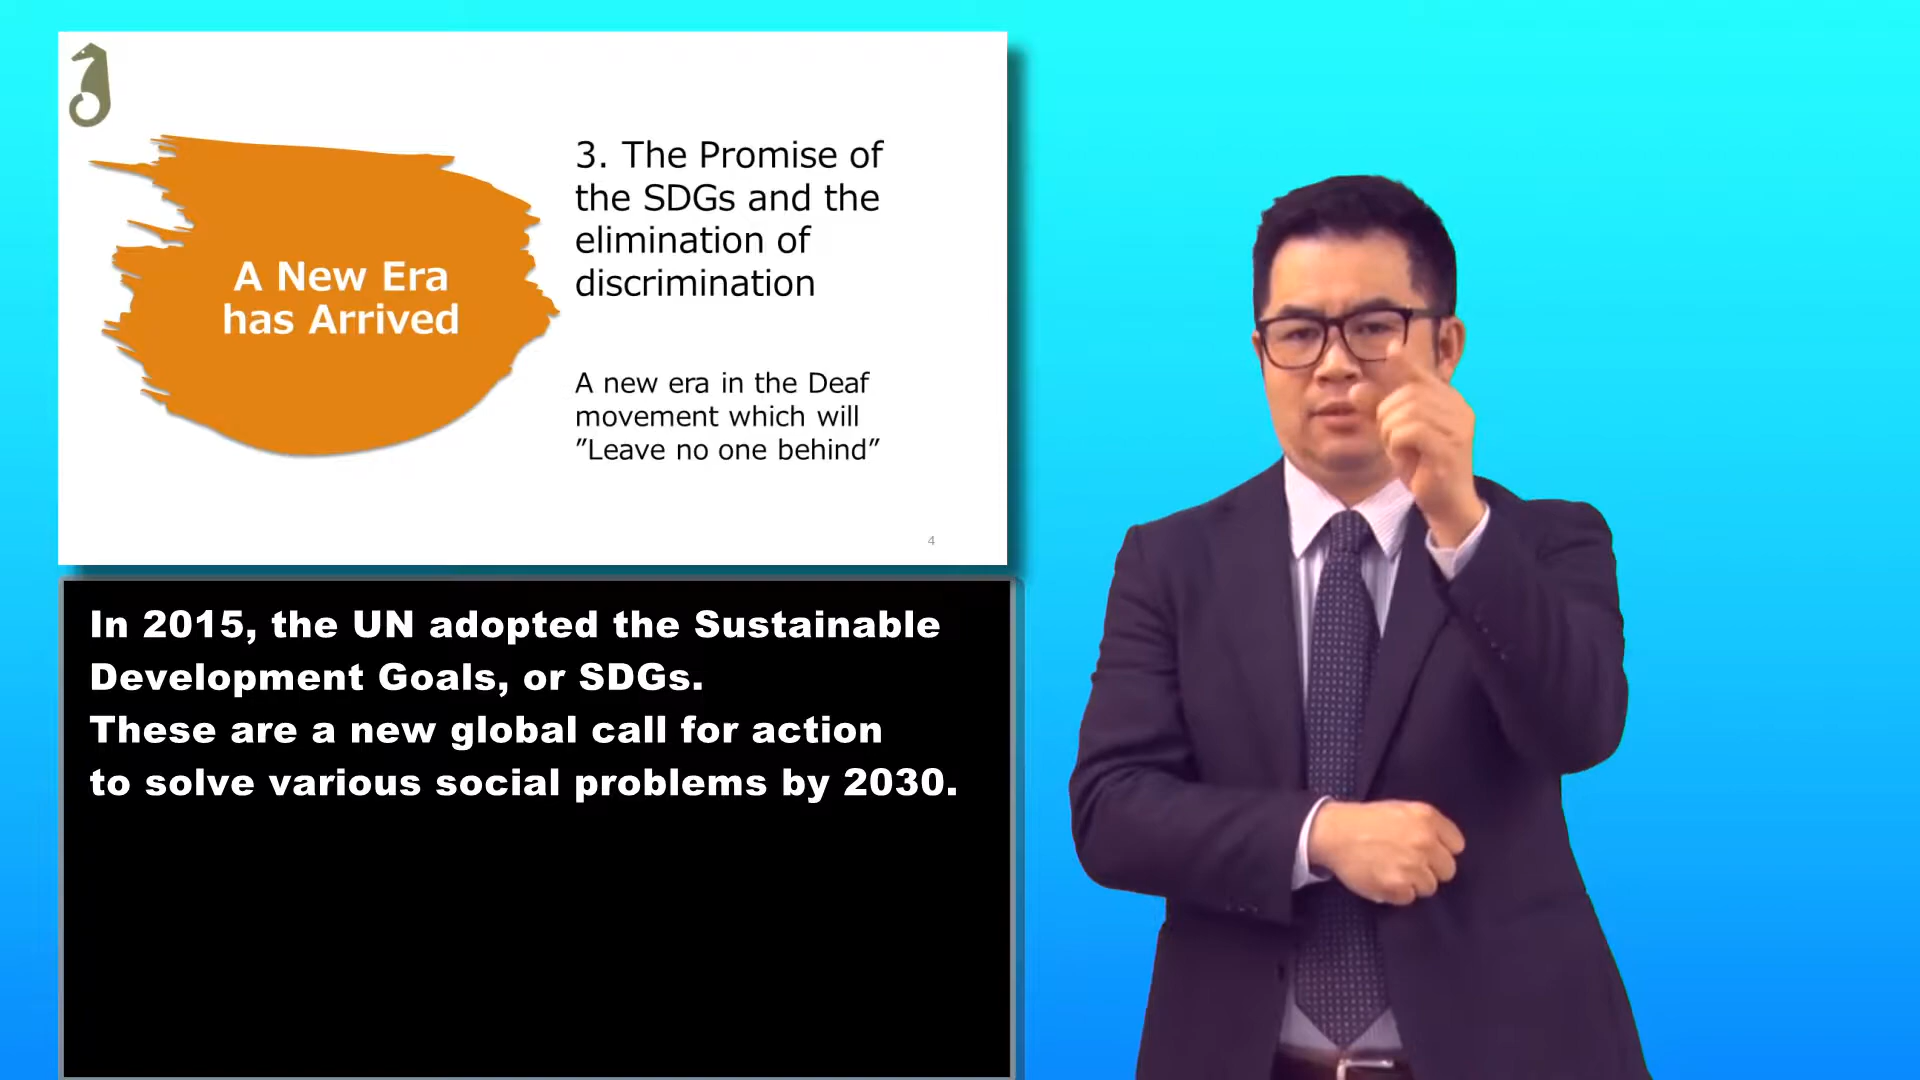 A New Era
has Arrived
3. The Promise of
the SDGs and the
elimination of
discrimination
A new era in the Deaf
movement which will
”Leave no one behind”
4
In 2015, the UN adopted the Sustainable
Development Goals, or SDGs.
These are a new global call for action
to solve various social problems by 2030.